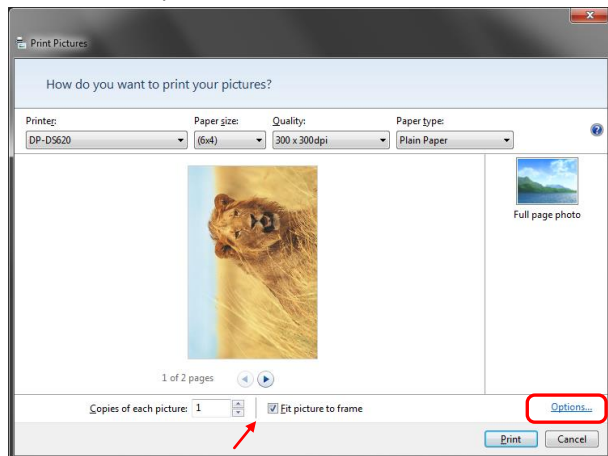 Print Pictures
How do you want to print your pictures?
Printer: Paper size: Quality: Paper type:
DP-DS620 (6x4) 300 x 300dpi Plain Paper
Full page photo
1 of 2 pages
Copies of each picture: 1 Fit picture to frame Options...
Print Cancel